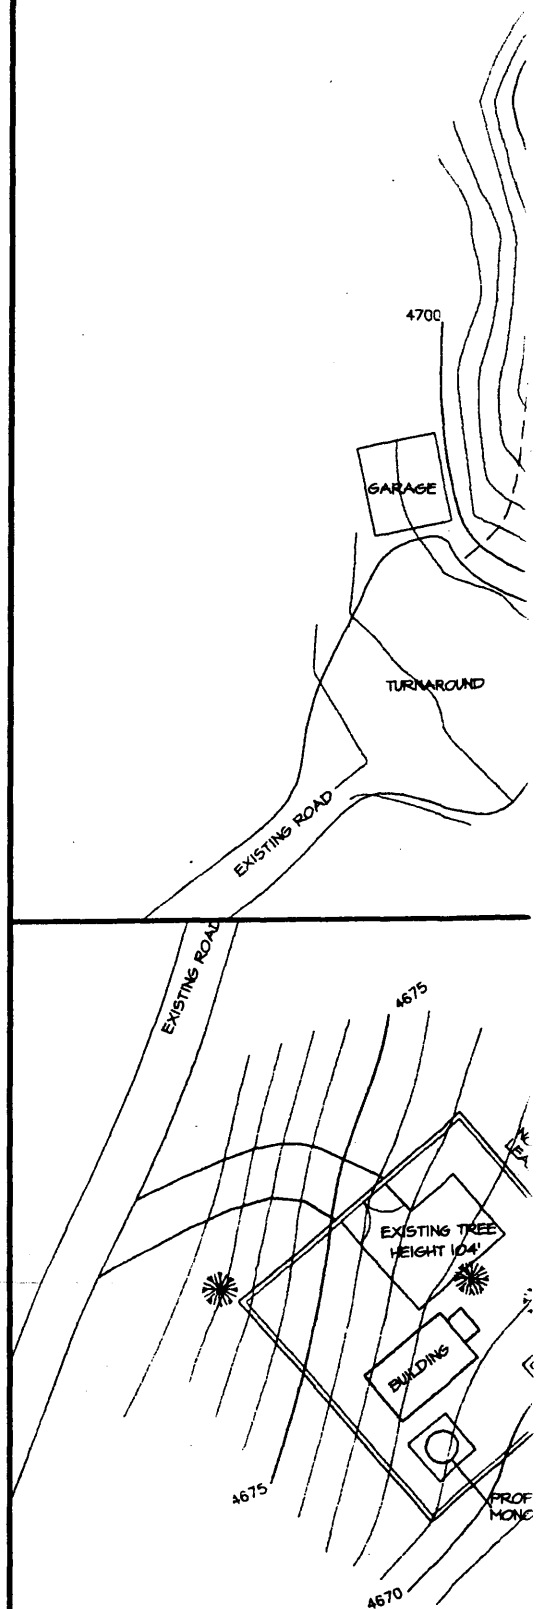 4700
GARAGE
TURNAROUND
EXISTING ROAD
EXISTING ROAD
4675
EXISTING TREE
HEIGHT 104'
BUILDING
4675
4670